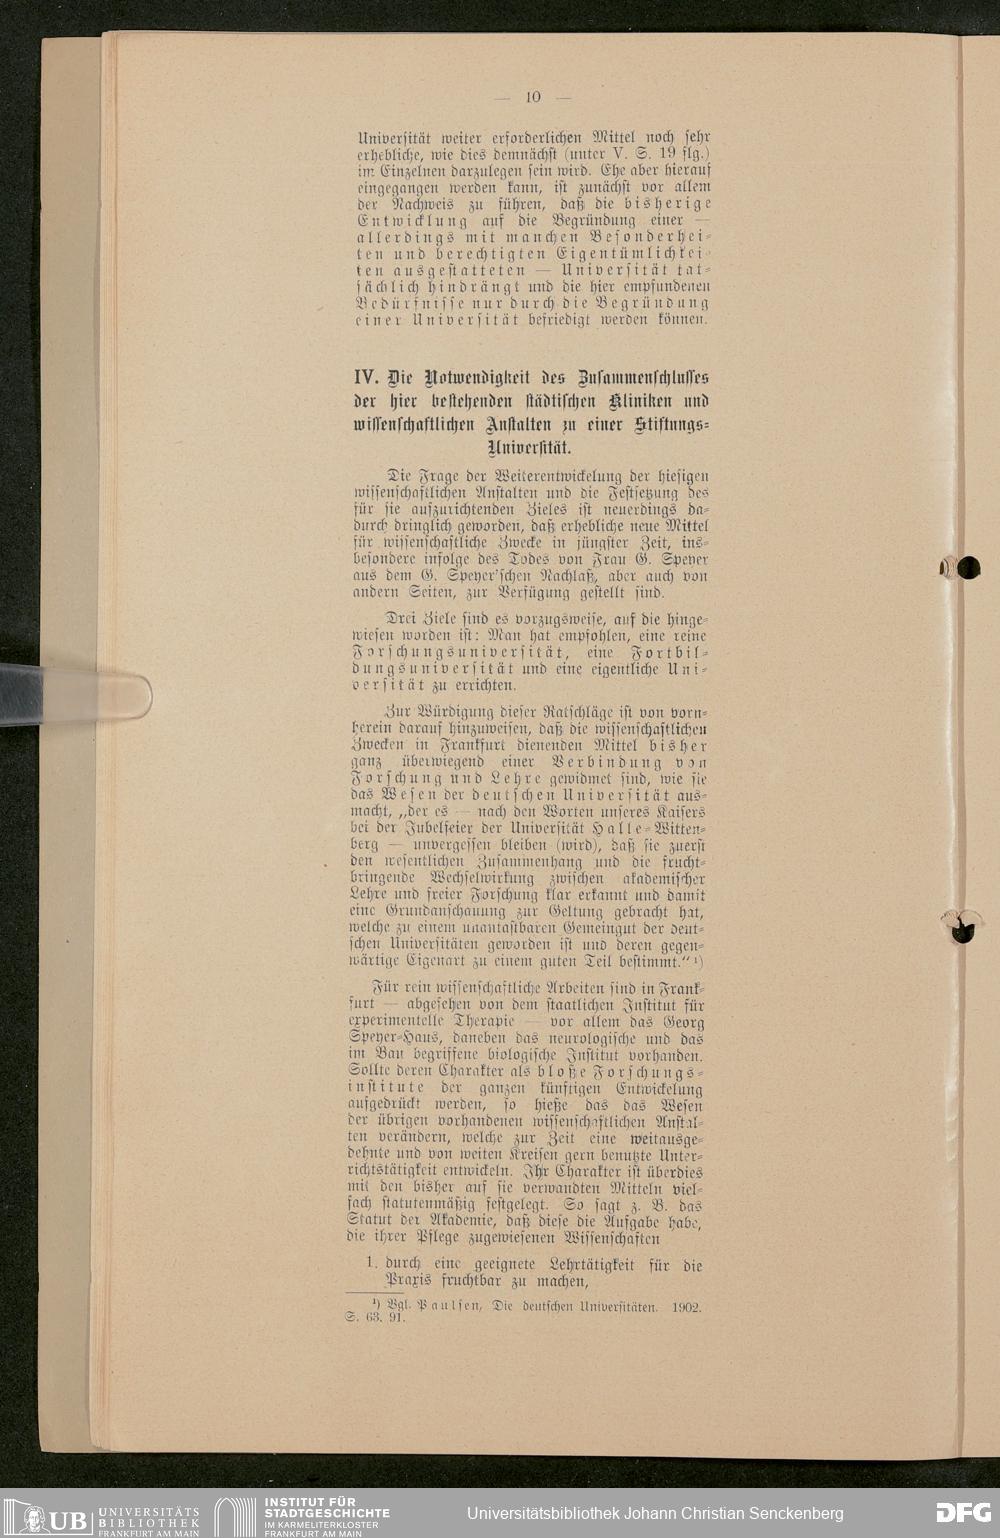 — 10 —
Universität weiter erforderlichen Mittel noch sehr
erhebliche, wie dies demnächst (unter V. S. 19 flg.)
im Einzelnen darzulegen sein wird. Ehe aber hierauf
eingegangen werden kann, ist zunächst vor allem
der Nachweis zu führen, daß die bisherige
Entwicklung auf die Begründung einer —
allerdings mit manchen Besonderhei-
ten und berechtigten Eigentümlichkei-
ten ausgestatteten — Universität tat-
sächlich hindrängt und die hier empfundenen
Bedürfnisse nur durch die Begründung
einer Universität befriedigt werden können.
IV. Die Notwendigkeit des Zusammenschlusses
der hier bestehenden städtischen Kliniken und
wissenschaftlichen Anstalten zu einer Stiftungs-
Universität.
Die Frage der Weiterentwickelung der hiesigen
wissenschaftlichen Anstalten und die Festsetzung des
für sie aufzurichtenden Zieles ist neuerdings da-
durch dringlich geworden, daß erhebliche neue Mittel
für wissenschaftliche Zwecke in jüngster Zeit, ins-
besondere infolge des Todes von Frau G. Speyer
aus dem G. Speyer'schen Nachlaß, aber auch von
andern Seiten, zur Verfügung gestellt sind.
Drei Ziele sind es vorzugsweise, auf die hinge-
wiesen worden ist: Man hat empfohlen, eine reine
Forschungsuniversität, eine Fortbil-
dungsuniversität und eine eigentliche Uni-
versität zu errichten.
Zur Würdigung dieser Ratschläge ist von vorn-
herein darauf hinzuweisen, daß die wissenschaftlichen
Zwecken in Frankfurt dienenden Mittel bisher
ganz überwiegend einer Verbindung von
Forschung und Lehre gewidmet sind, wie sie
das Wesen der deutschen Universität aus-
macht, „der es — nach den Worten unseres Kaisers
bei der Jubelfeier der Universität Halle-Witten-
berg — unvergessen bleiben (wird), daß sie zuerst
den wesentlichen Zusammenhang und die frucht-
bringende Wechselwirkung zwischen akademischer
Lehre und freier Forschung klar erkannt und damit
eine Grundanschauung zur Geltung gebracht hat,
welche zu einem unantastbaren Gemeingut der deut-
schen Universitäten geworden ist und deren gegen-
wärtige Eigenart zu einem guten Teil bestimmt." ¹)
Für rein wissenschaftliche Arbeiten sind in Frank-
furt — abgesehen von dem staatlichen Institut für
experimentelle Therapie — vor allem das Georg
Speyer-Haus, daneben das neurologische und das
im Bau begriffene biologische Institut vorhanden.
Sollte deren Charakter als bloße Forschungs-
institute der ganzen künftigen Entwickelung
aufgedrückt werden, so hieße das das Wesen
der übrigen vorhandenen wissenschaftlichen Anstal-
ten verändern, welche zur Zeit eine weitausge-
dehnte und von weiten Kreisen gern benutzte Unter-
richtstätigkeit entwickeln. Ihr Charakter ist überdies
mit den bisher auf sie verwandten Mitteln viel-
fach statutenmäßig festgelegt. So sagt z. B. das
Statut der Akademie, daß diese die Aufgabe habe,
die ihrer Pflege zugewiesenen Wissenschaften
1. durch eine geeignete Lehrtätigkeit für die
Praxis fruchtbar zu machen,
¹) Vgl. Paulsen, Die deutschen Universitäten. 1902.
S. 63. 91.
UB UNIVERSITÄTS
BIBLIOTHEK
FRANKFURT AM MAIN
INSTITUT FÜR
STADTGESCHICHTE
IM KARMELITERKLOSTER
FRANKFURT AM MAIN
Universitätsbibliothek Johann Christian Senckenberg
DFG